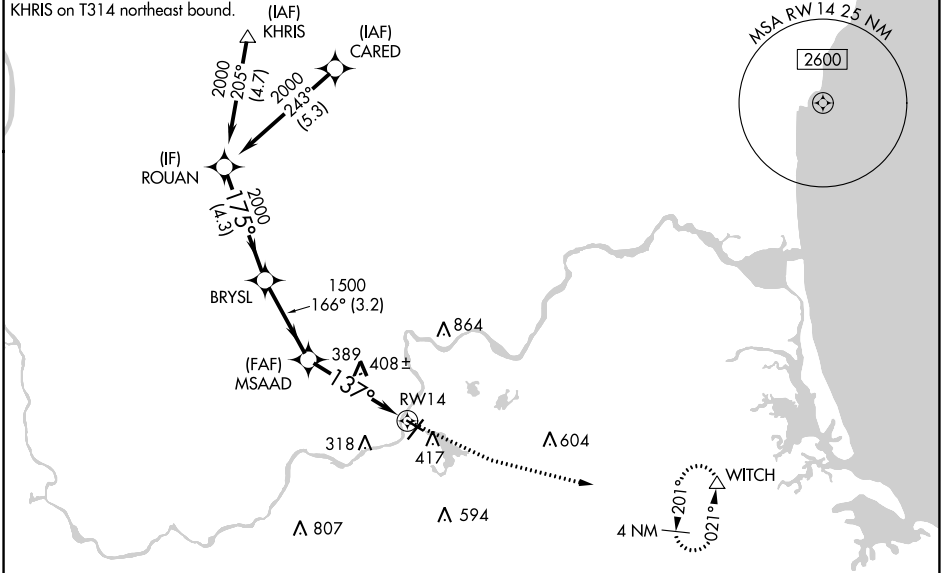 KHRIS on T314 northeast bound.
(IAF)
KHRIS
(IAF)
CARED
MSA RW 14 25 NM
2600
2000
205°
(4.7)
2000
243°
(5.3)
(IF)
ROUAN
2000
175°
(4.3)
BRYSL
1500
166° (3.2)
864
(FAF)
MSAAD
389
408±
137°
RW14
318
417
604
WITCH
201°
021°
4 NM
807
594